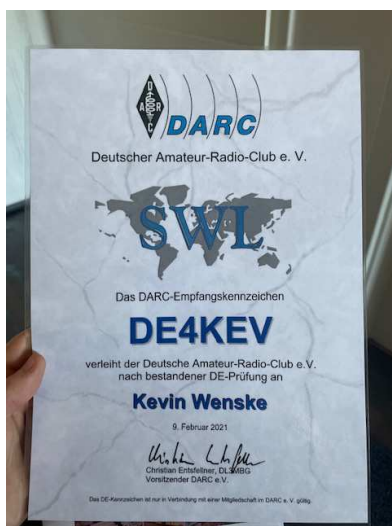 D
A R
C
DARC
Deutscher Amateur-Radio-Club e. V.
SWL
Das DARC-Empfangskennzeichen
DE4KEV
verleiht der Deutsche Amateur-Radio-Club e.V.
nach bestandener DE-Prüfung an
Kevin Wenske
9. Februar 2021
Christian Entsfellner, DL3MBG
Vorsitzender DARC e.V.
Das DE-Kennzeichen ist nur in Verbindung mit einer Mitgliedschaft im DARC e. V. gültig.